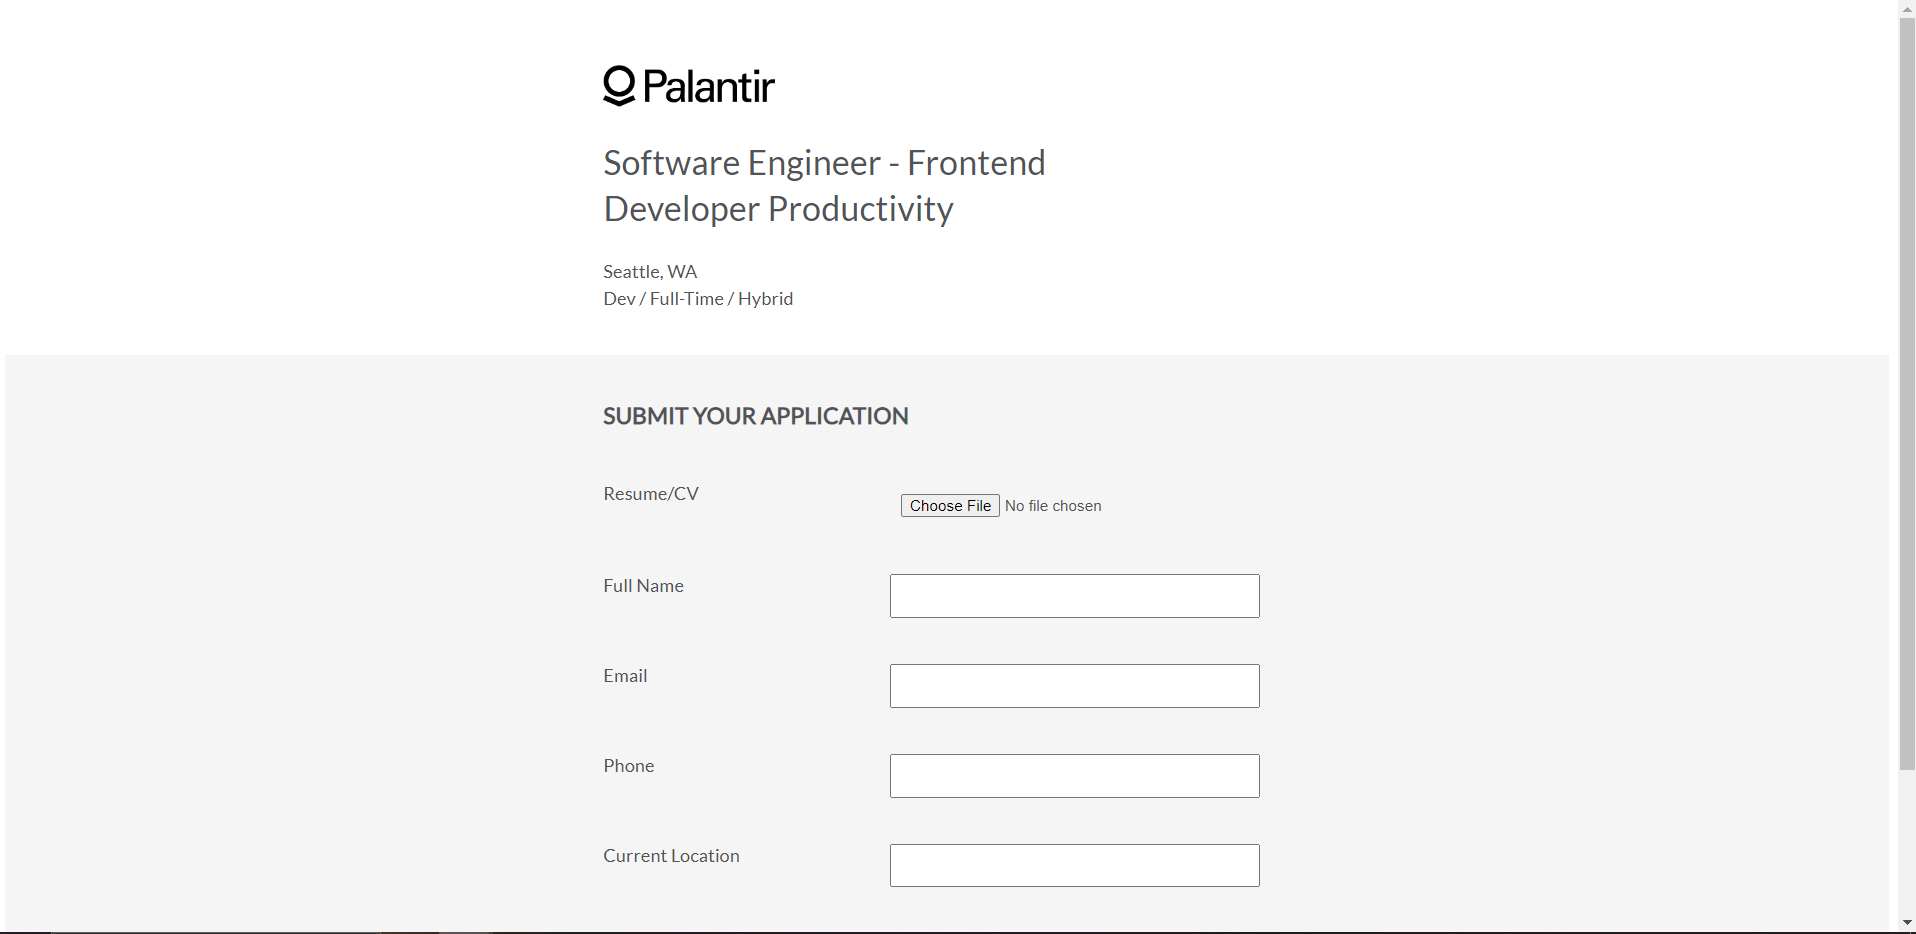 Palantir
Software Engineer - Frontend
Developer Productivity
Seattle, WA
Dev / Full-Time / Hybrid
SUBMIT YOUR APPLICATION
Resume/CV
Choose File No file chosen
Full Name
Email
Phone
Current Location